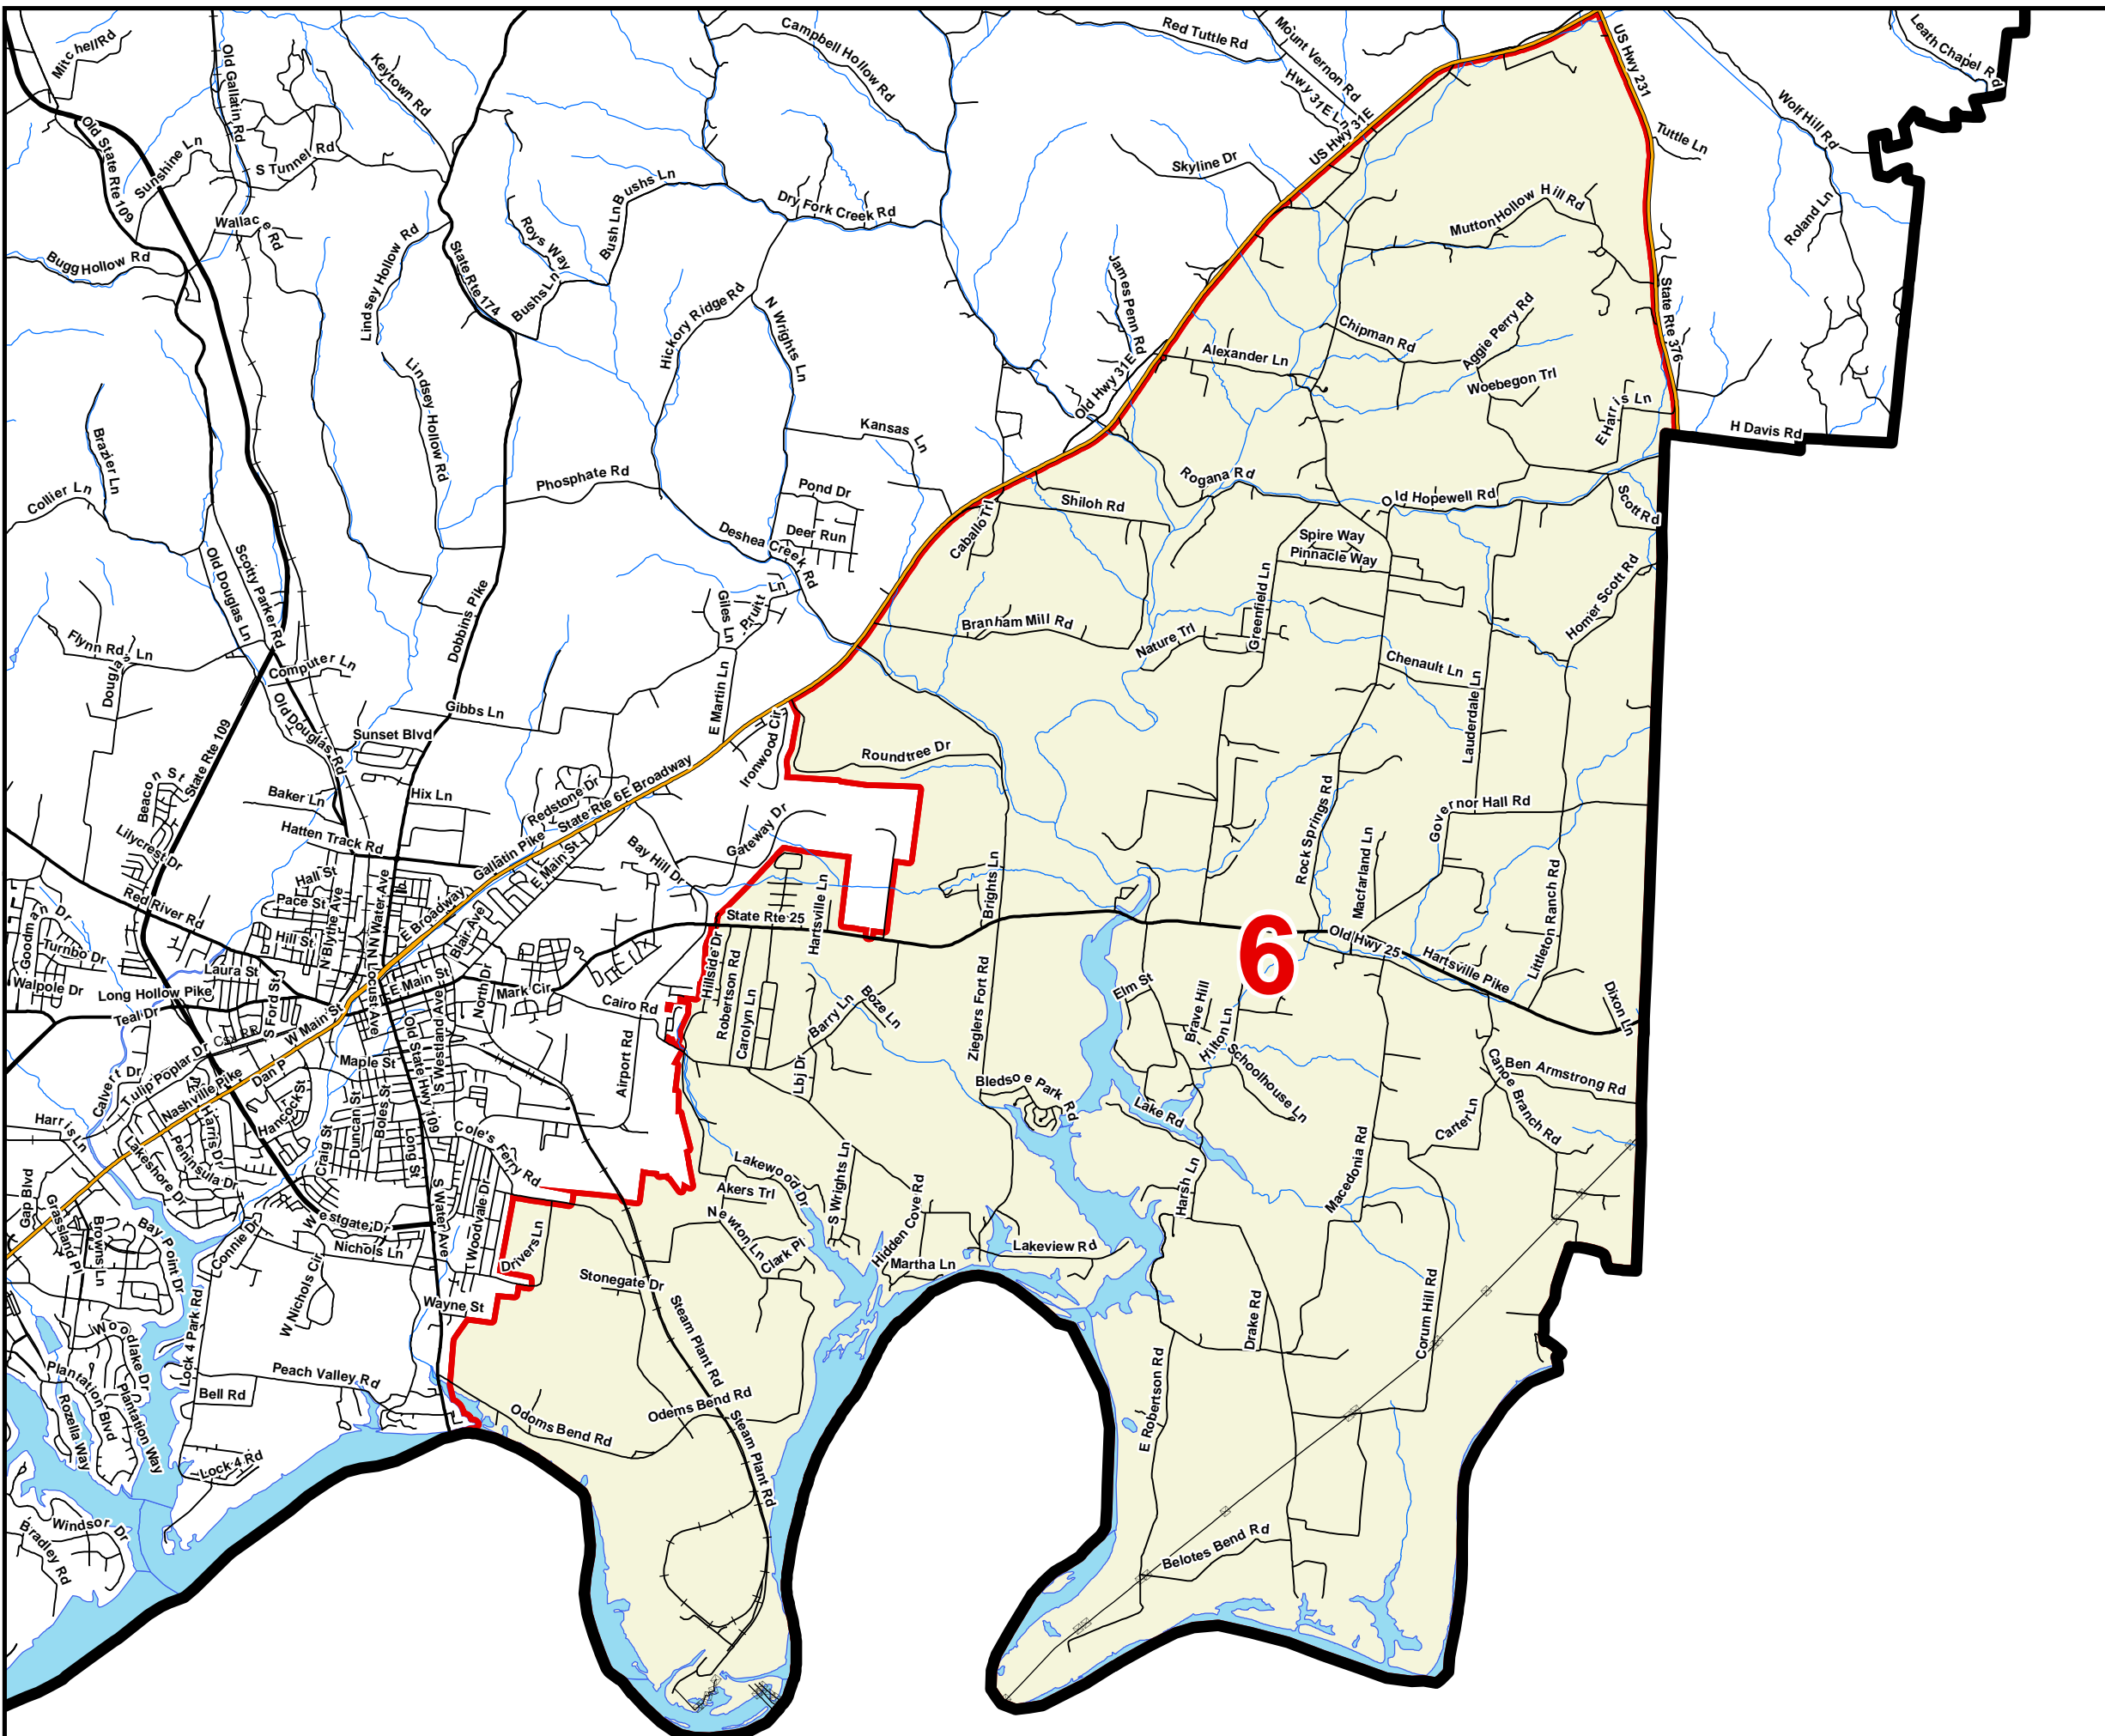 Mitchell Rd
Old Gallatin Rd
Keytown Rd
Campbell Hollow Rd
Red Tuttle Rd
Mount Vernon Rd
Hwy 31E Ln
US Hwy 31E
US Hwy 231
Leath Chapel Rd
Wolf Hill Rd
Tuttle Ln
Old State Rte 109
Sunshine Ln
S Tunnel Rd
Skyline Dr
Wallace Rd
Bugg Hollow Rd
Lindsey Hollow Rd
State Rte 174
Roys Way
Bushs Ln
Bush Ln
Bushs Ln
Dry Fork Creek Rd
Mutton Hollow Hill Rd
Roland Ln
James Penn Rd
State Rte 376
Hickory Ridge Rd
N Wrights Ln
Old Hwy 31E
Alexander Ln
Chipman Rd
Aggie Perry Rd
Woebegon Trl
E Harris Ln
H Davis Rd
Lindsey Hollow Rd
Brazier Ln
Collier Ln
Kansas Ln
Phosphate Rd
Pond Dr
Deer Run
Deshea Creek Rd
Caballo Trl
Shiloh Rd
Rogana Rd
Old Hopewell Rd
Scott Rd
Spire Way
Pinnacle Way
Old Douglas Ln
Scotty Parker Rd
Dobbins Pike
Giles Ln
Pruitt Ln
Branham Mill Rd
Nature Trl
Greenfield Ln
Homer Scott Rd
Flynn Rd
Douglas Ln
Computer Ln
Chenault Ln
Lauderdale Ln
Old Douglas Rd
Gibbs Ln
Sunset Blvd
E Martin Ln
Ironwood Cir
Roundtree Dr
State Rte 109
Beacon St
Baker Ln
Hix Ln
Redstone Dr
State Rte 6
E Broadway
Gallatin Pike
Lilycrest Dr
Hatten Track Rd
E Main St
Bay Hill Dr
Gateway Dr
Rock Springs Rd
Governor Hall Rd
Macfarland Ln
Hall St
Pace St
Red River Rd
N Blythe Ave
N Water Ave
E Broadway
Blair Ave
State Rte 25
Hartsville Ln
Brights Ln
Littleton Ranch Rd
Goodman Dr
Turnbo Dr
Walpole Dr
Hill St
N Locust Ave
Laura St
Long Hollow Pike
Teal Dr
S Ford St
E Main St
North Dr
Mark Cir
Cairo Rd
Hillside Dr
Robertson Rd
Carolyn Ln
Barry Ln
Boze Ln
Zieglers Fort Rd
6
Old Hwy 25
Hartsville Pike
Elm St
Brave Hill
Hilton Ln
Schoolhouse Ln
Dixon Ln
Csx RR
W Main St
Tulip Poplar Dr
Nashville Pike
Calvert Dr
Dan P
Maple St
Old State Hwy 109
S Westland Ave
Airport Rd
Lbj Dr
Bledsoe Park Rd
Lake Rd
Canoe Branch Rd
Ben Armstrong Rd
Carter Ln
Harris Ln
Harris Dr
Hancock St
Lakeshore Dr
Peninsula Dr
Craig St
Duncan St
Boles St
Long St
Coles Ferry Rd
Lakewood Dr
Akers Trl
Newton Ln
Clark Pl
S Wrights Ln
Hidden Cove Rd
Martha Ln
Lakeview Rd
Harsh Ln
Macedonia Rd
Gap Blvd
Grassland Pl
Browns Ln
Bay Point Dr
Connie Dr
Westgate Dr
Nichols Ln
W Nichols Cir
S Water Ave
Woodvale Dr
Drivers Ln
Stonegate Dr
Steam Plant Rd
Wayne St
Woodlake Dr
Lock 4 Park Rd
Peach Valley Rd
Bell Rd
Plantation Blvd
Plantation Way
Rozella Way
Lock 4 Rd
Odoms Bend Rd
Odems Bend Rd
Steam Plant Rd
Drake Rd
Corum Hill Rd
E Robertson Rd
Belotes Bend Rd
Windsor Dr
Bradley Rd